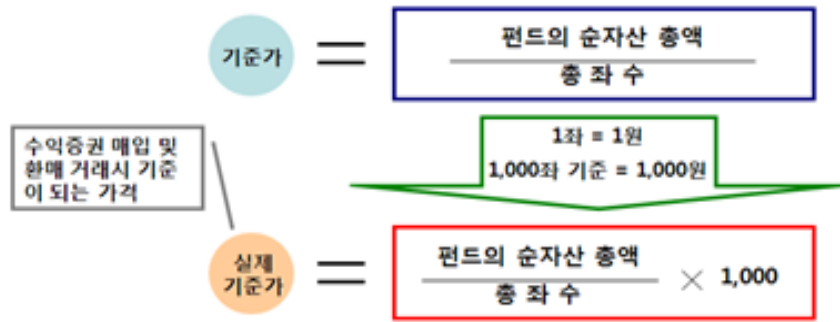 기준가 = 펀드의 순자산 총액
총 좌 수
수익증권 매입 및
환매 거래시 기준
이 되는 가격
1좌 = 1원
1,000좌 기준 = 1,000원
실제
기준가 = 펀드의 순자산 총액
총 좌 수 × 1,000